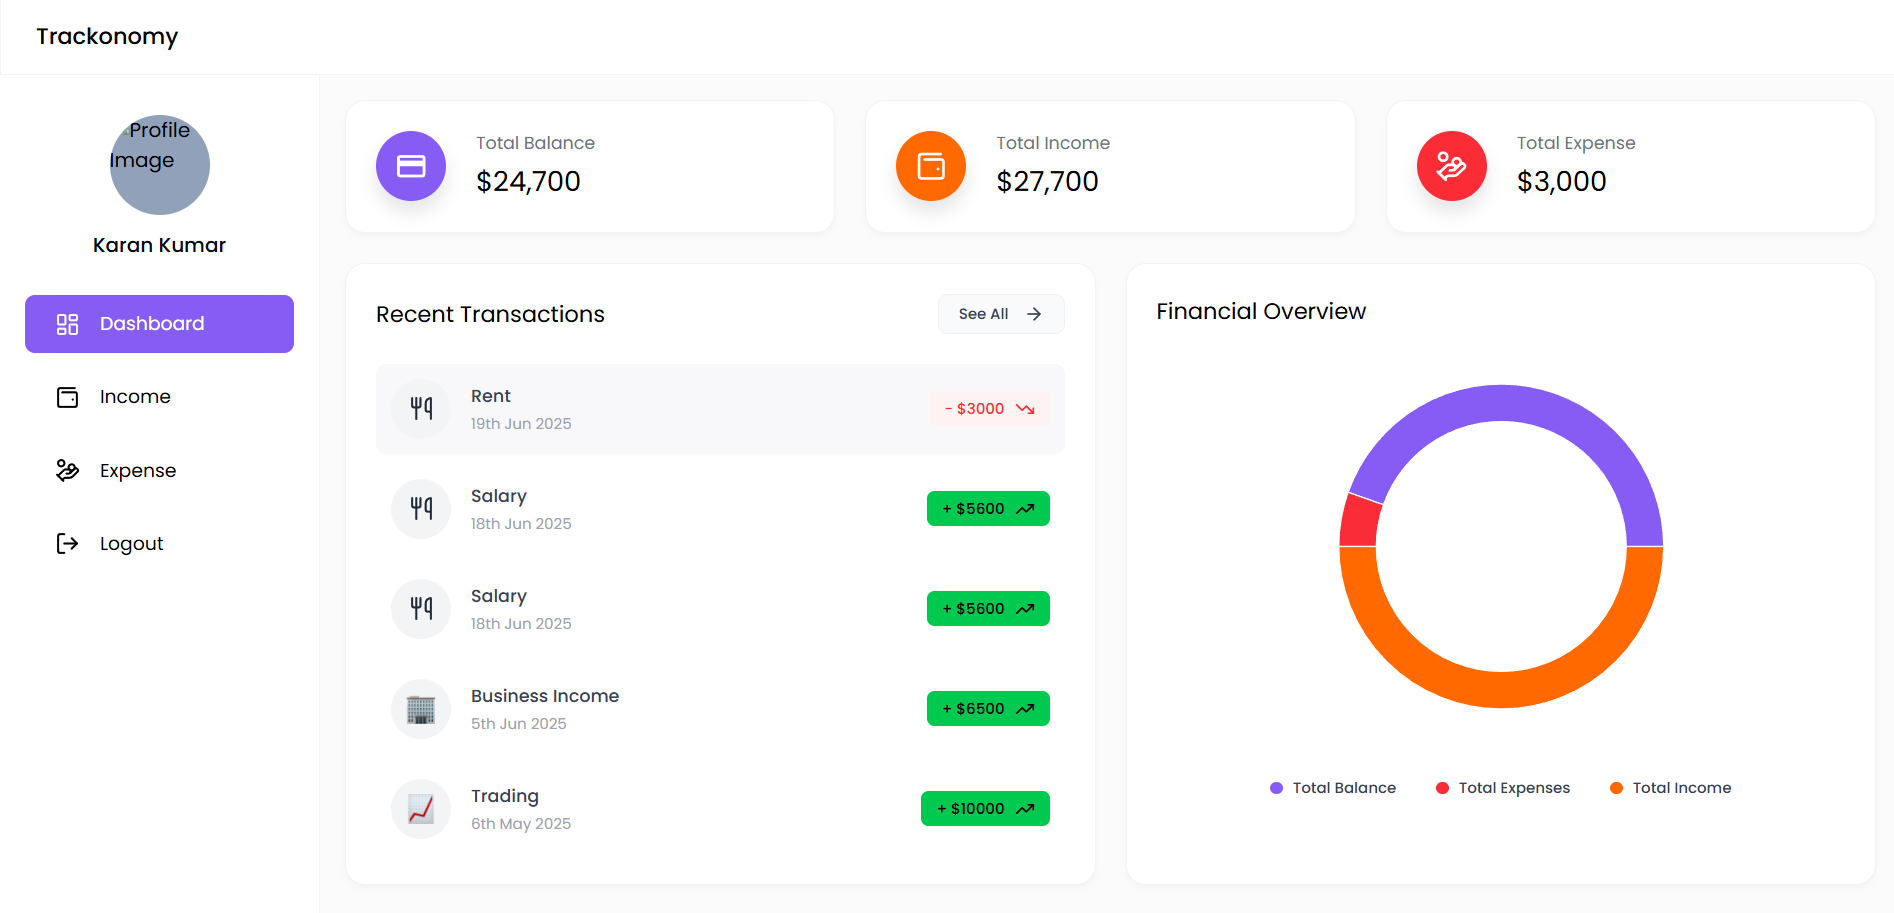 Trackonomy
Profile
Image
Karan Kumar
Dashboard
Income
Expense
Logout
Total Balance
$24,700
Total Income
$27,700
Total Expense
$3,000
Recent Transactions
See All
Rent
19th Jun 2025
- $3000
Salary
18th Jun 2025
+ $5600
Salary
18th Jun 2025
+ $5600
Business Income
5th Jun 2025
+ $6500
Trading
6th May 2025
+ $10000
Financial Overview
Total Balance
Total Expenses
Total Income